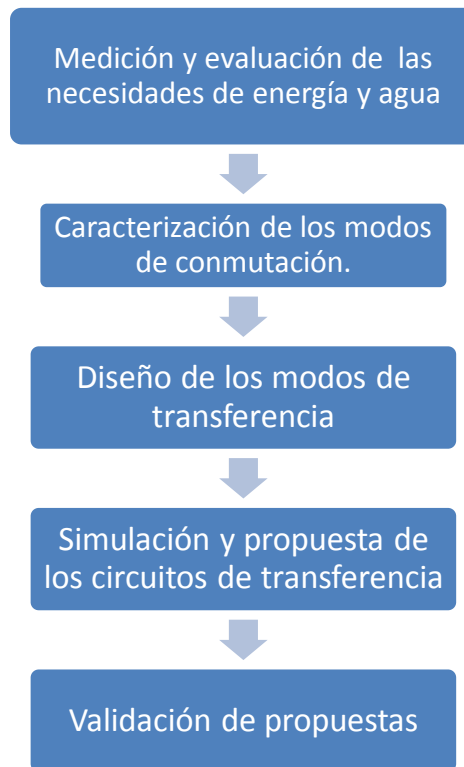 Medición y evaluación de las
necesidades de energía y agua
Caracterización de los modos
de conmutación.
Diseño de los modos de
transferencia
Simulación y propuesta de
los circuitos de transferencia
Validación de propuestas